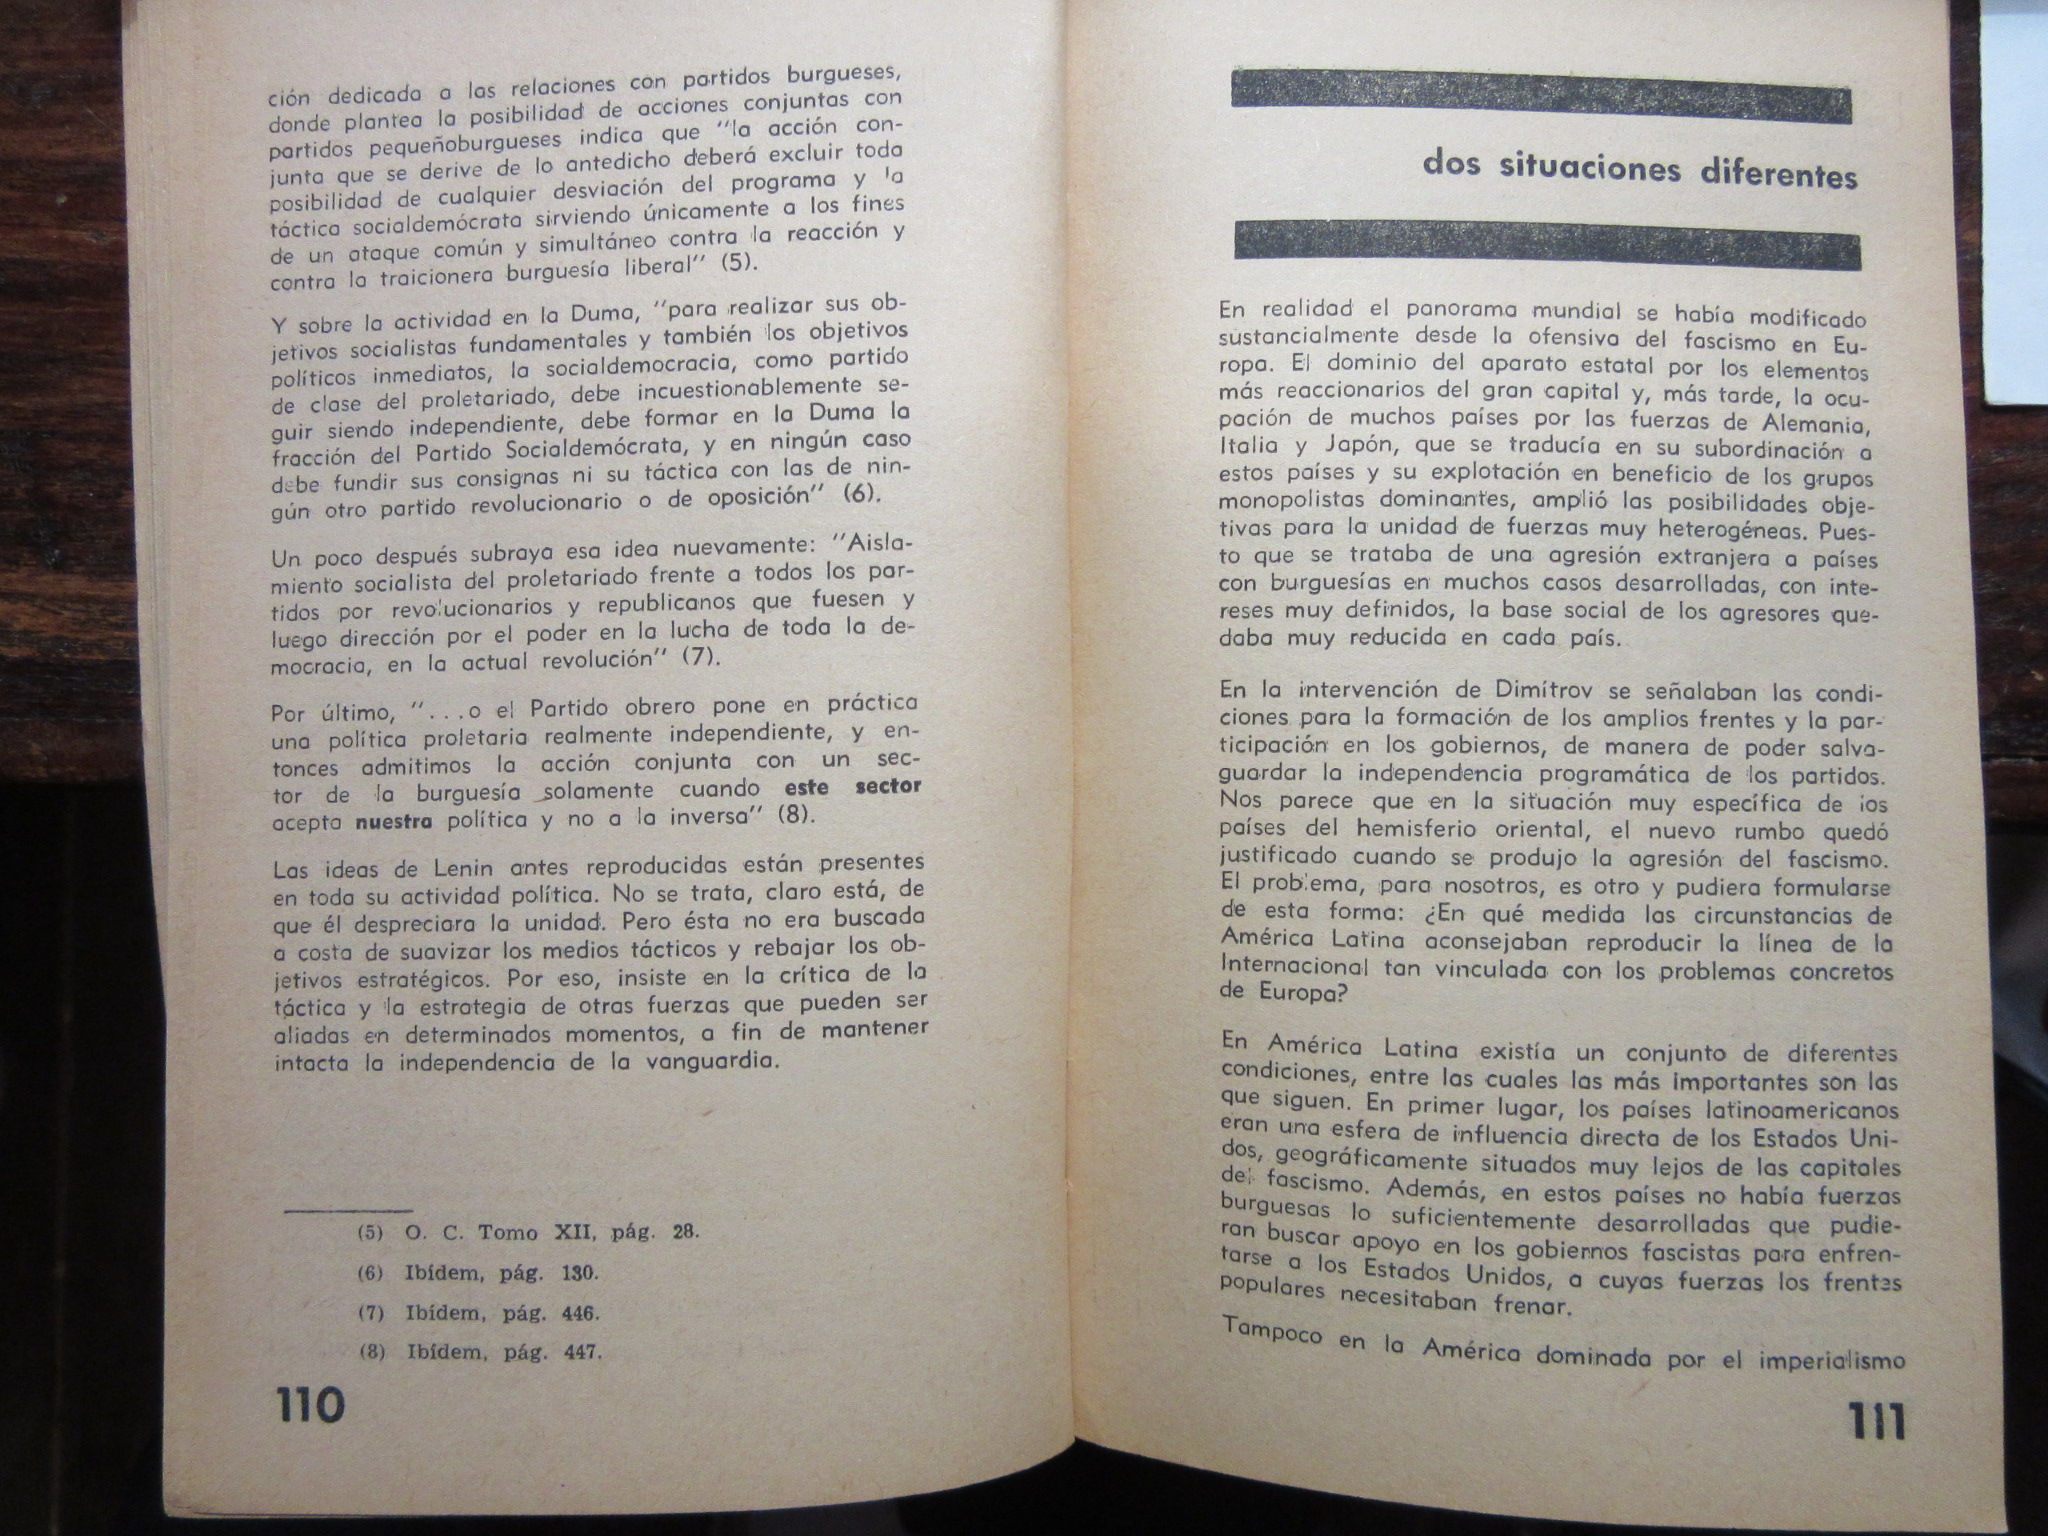 ción dedicada a las relaciones con partidos burgueses,
donde plantea la posibilidad de acciones conjuntas con
partidos pequeñoburgueses indica que "la acción con-
junta que se derive de lo antedicho deberá excluir toda
posibilidad de cualquier desviación del programa y la
táctica socialdemócrata sirviendo únicamente a los fines
de un ataque común y simultáneo contra la reacción y
contra la traicionera burguesía liberal" (5).
Y sobre la actividad en la Duma, "para realizar sus ob-
jetivos socialistas fundamentales y también los objetivos
políticos inmediatos, la socialdemocracia, como partido
de clase del proletariado, debe incuestionablemente se-
guir siendo independiente, debe formar en la Duma la
fracción del Partido Socialdemócrata, y en ningún caso
debe fundir sus consignas ni su táctica con las de nin-
gún otro partido revolucionario o de oposición" (6).
Un poco después subraya esa idea nuevamente: "Aisla-
miento socialista del proletariado frente a todos los par-
tidos por revolucionarios y republicanos que fuesen y
luego dirección por el poder en la lucha de toda la de-
mocracia, en la actual revolución" (7).
Por último, "...o el Partido obrero pone en práctica
una política proletaria realmente independiente, y en-
tonces admitimos la acción conjunta con un sec-
tor de la burguesía solamente cuando este sector
acepta nuestra política y no a la inversa" (8).
Las ideas de Lenin antes reproducidas están presentes
en toda su actividad política. No se trata, claro está, de
que él despreciara la unidad. Pero ésta no era buscada
a costa de suavizar los medios tácticos y rebajar los ob-
jetivos estratégicos. Por eso, insiste en la crítica de la
táctica y la estrategia de otras fuerzas que pueden ser
aliadas en determinados momentos, a fin de mantener
intacta la independencia de la vanguardia.
(5) O. C. Tomo XII, pág. 28.
(6) Ibídem, pág. 130.
(7) Ibídem, pág. 446.
(8) Ibídem, pág. 447.
110
dos situaciones diferentes
En realidad el panorama mundial se había modificado
sustancialmente desde la ofensiva del fascismo en Eu-
ropa. El dominio del aparato estatal por los elementos
más reaccionarios del gran capital y, más tarde, la ocu-
pación de muchos países por las fuerzas de Alemania,
Italia y Japón, que se traducía en su subordinación a
estos países y su explotación en beneficio de los grupos
monopolistas dominantes, amplió las posibilidades obje-
tivas para la unidad de fuerzas muy heterogéneas. Pues-
to que se trataba de una agresión extranjera a países
con burguesías en muchos casos desarrolladas, con inte-
reses muy definidos, la base social de los agresores que-
daba muy reducida en cada país.
En la intervención de Dimítrov se señalaban las condi-
ciones para la formación de los amplios frentes y la par-
ticipación en los gobiernos, de manera de poder salva-
guardar la independencia programática de los partidos.
Nos parece que en la situación muy específica de los
países del hemisferio oriental, el nuevo rumbo quedó
justificado cuando se produjo la agresión del fascismo.
El problema, para nosotros, es otro y pudiera formularse
de esta forma: ¿En qué medida las circunstancias de
América Latina aconsejaban reproducir la línea de la
Internacional tan vinculada con los problemas concretos
de Europa?
En América Latina existía un conjunto de diferentes
condiciones, entre las cuales las más importantes son las
que siguen. En primer lugar, los países latinoamericanos
eran una esfera de influencia directa de los Estados Uni-
dos, geográficamente situados muy lejos de las capitales
del fascismo. Además, en estos países no había fuerzas
burguesas lo suficientemente desarrolladas que pudie-
ran buscar apoyo en los gobiernos fascistas para enfren-
tarse a los Estados Unidos, a cuyas fuerzas los frentes
populares necesitaban frenar.
Tampoco en la América dominada por el imperialismo
111